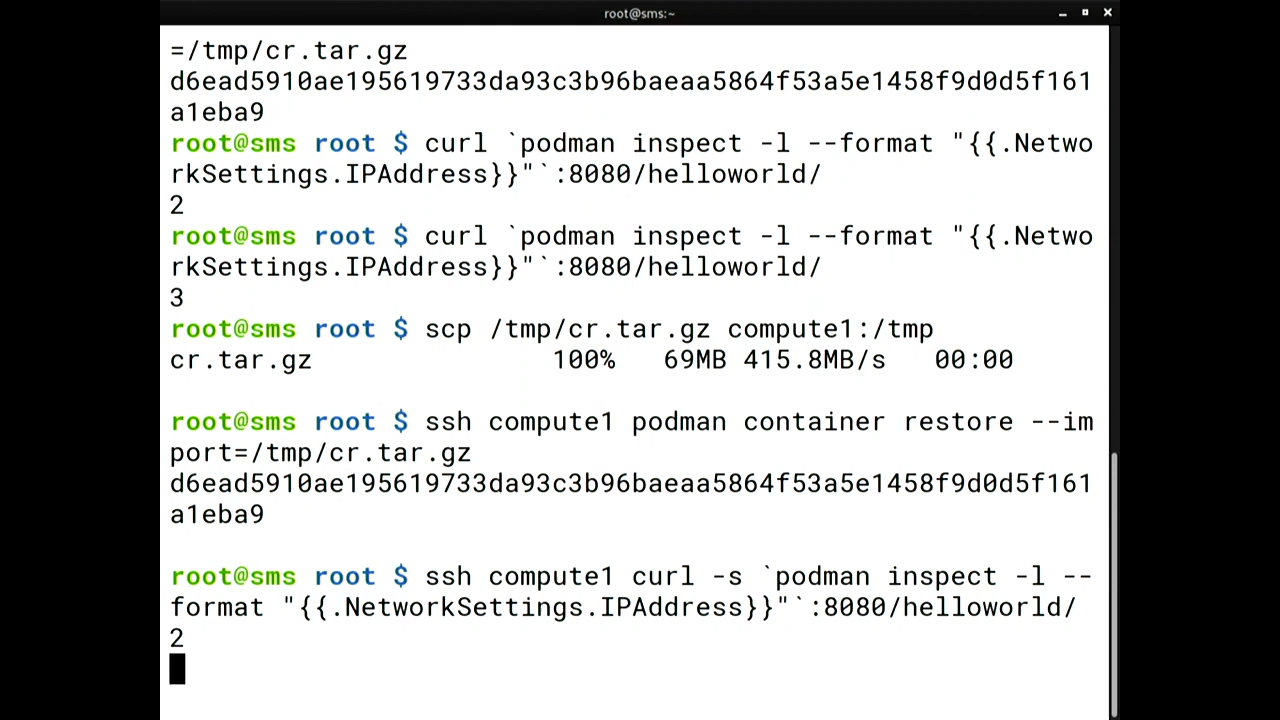 root@sms:~
=/tmp/cr.tar.gz
d6ead5910ae195619733da93c3b96baeaa5864f53a5e1458f9d0d5f161
a1eba9
root@sms root $ curl `podman inspect -l --format "{{.Netwo
rkSettings.IPAddress}}"`:8080/helloworld/
2
root@sms root $ curl `podman inspect -l --format "{{.Netwo
rkSettings.IPAddress}}"`:8080/helloworld/
3
root@sms root $ scp /tmp/cr.tar.gz compute1:/tmp
cr.tar.gz 100% 69MB 415.8MB/s 00:00
root@sms root $ ssh compute1 podman container restore --im
port=/tmp/cr.tar.gz
d6ead5910ae195619733da93c3b96baeaa5864f53a5e1458f9d0d5f161
a1eba9
root@sms root $ ssh compute1 curl -s `podman inspect -l --
format "{{.NetworkSettings.IPAddress}}"`:8080/helloworld/
2